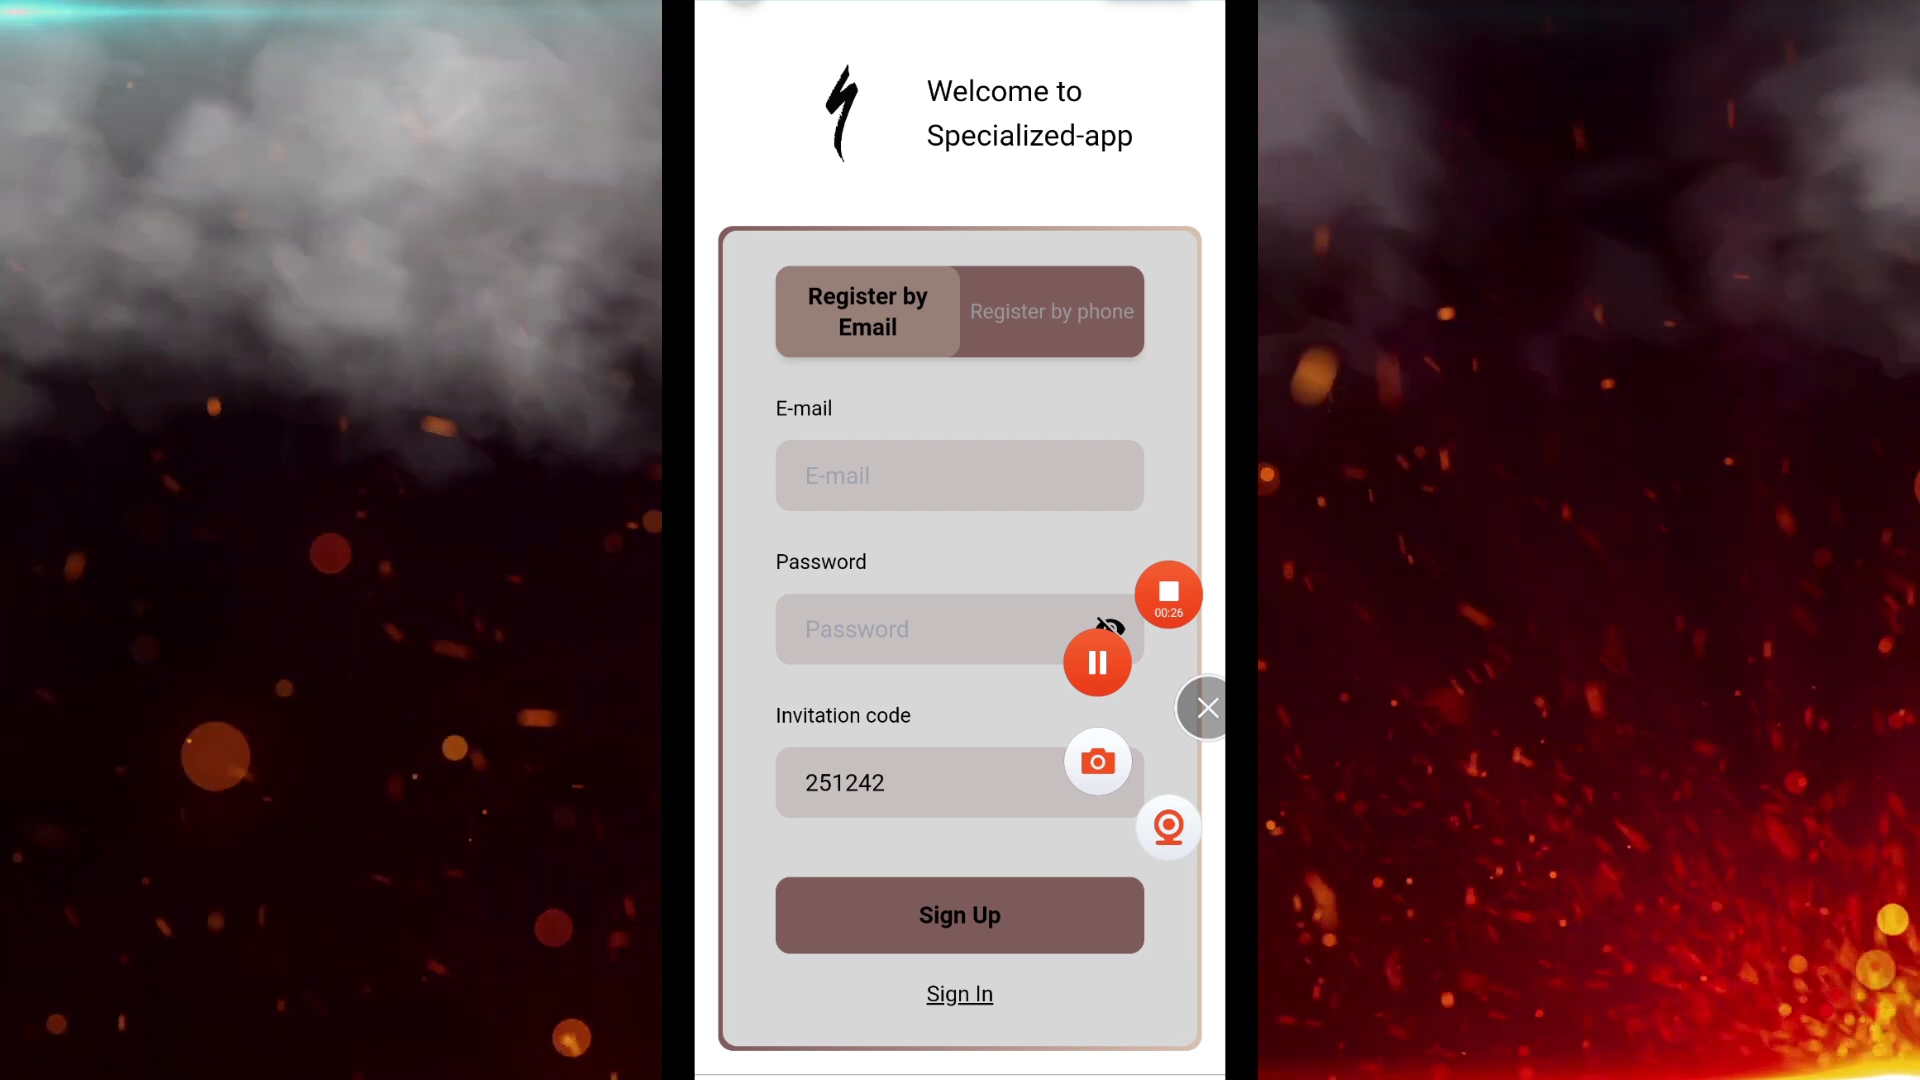 Welcome to
Specialized-app
Register by
Email
Register by phone
E-mail
E-mail
Password
Password
00:26
Invitation code
251242
Sign Up
Sign In